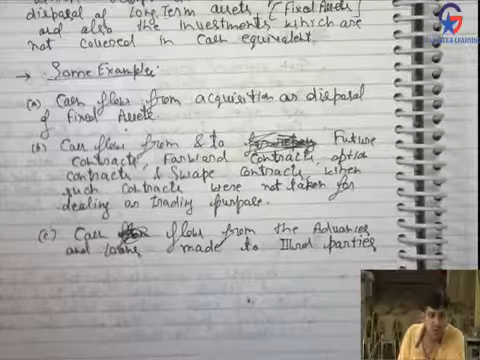 disposal of Long Term assets, (Fixed Assets)
and also the investments which are
not covered in Cash equivalent.
→ Some Examples
(a) Cash flow from acquisition or disposal
of Fixed Assets.
(b) Cash flow from & to Future
contracts, Forward Contracts, option
contracts & Swaps contracts, when
such contracts were not taken for
dealing or Trading purpose.
(c) Cash flow from the Advances
and loans made to IIIrd parties